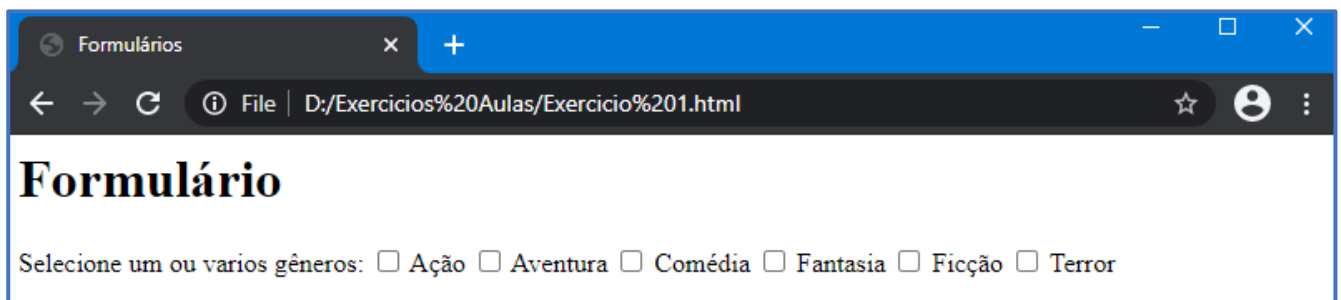 Formulários
File D:/Exercicios%20Aulas/Exercicio%201.html
Formulário
Selecione um ou varios gêneros: Ação Aventura Comédia Fantasia Ficção Terror